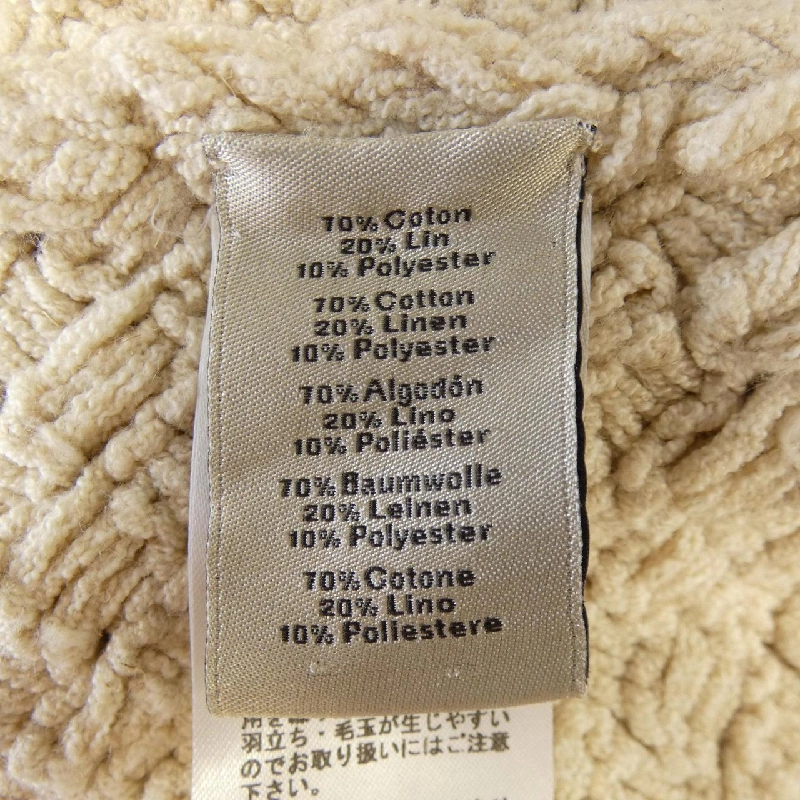 70% Coton
20% Lin
10% Polyester
70% Cotton
20% Linen
10% Polyester
70% Algodón
20% Lino
10% Poliéster
70% Baumwolle
20% Leinen
10% Polyester
70% Cotone
20% Lino
10% Poliestere
毛玉が生じやすい
羽立ち・
のでお取り扱いにはご注意
下さい。